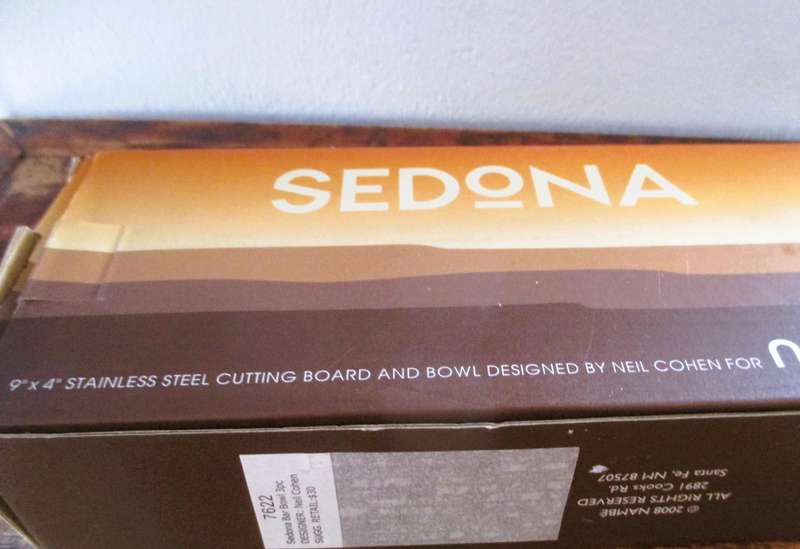 SEDONA
9" x 4" STAINLESS STEEL CUTTING BOARD AND BOWL DESIGNED BY NEIL COHEN FOR n
7622
Sedona Bar Bowl 3pc
DESIGNER: Neil Cohen
SUGG. RETAIL:$30
© 2008 NAMBÉ
ALL RIGHTS RESERVED
2891 Cooks Rd.
Santa Fe, NM 87507